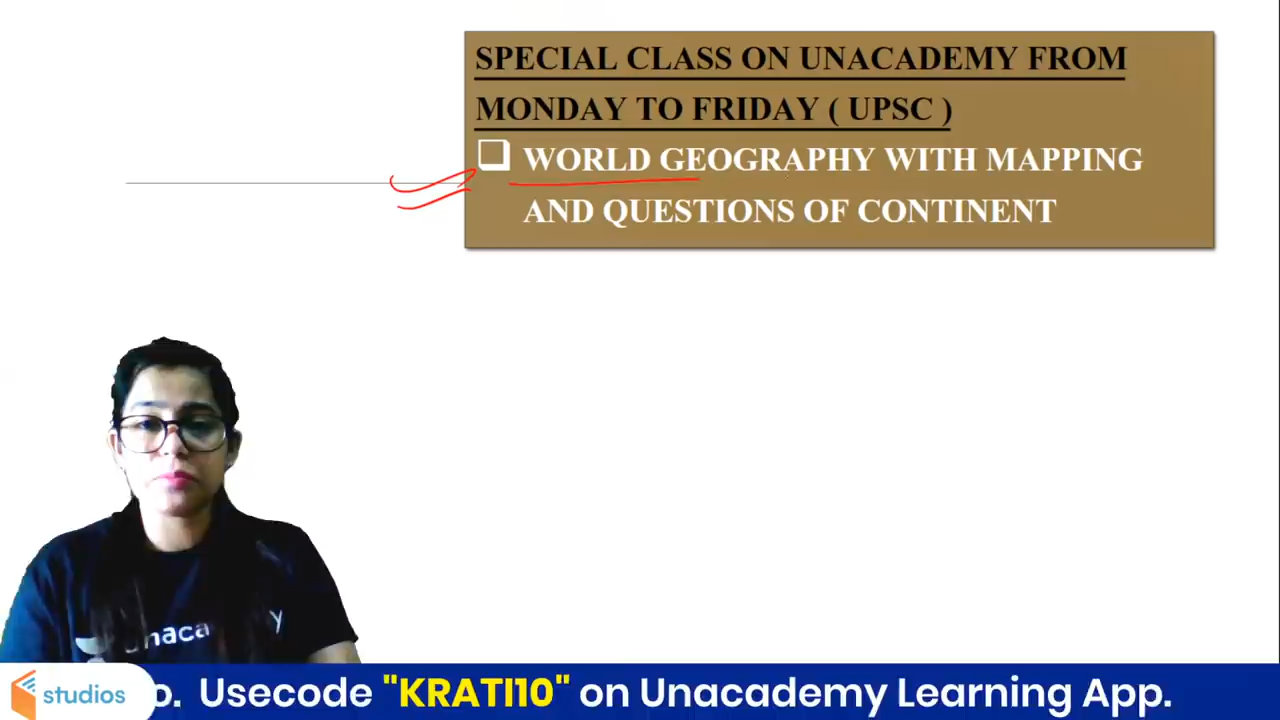 SPECIAL CLASS ON UNACADEMY FROM
MONDAY TO FRIDAY ( UPSC )
❑ WORLD GEOGRAPHY WITH MAPPING
AND QUESTIONS OF CONTINENT
unaca y
studios o. Usecode "KRATI10" on Unacademy Learning App.